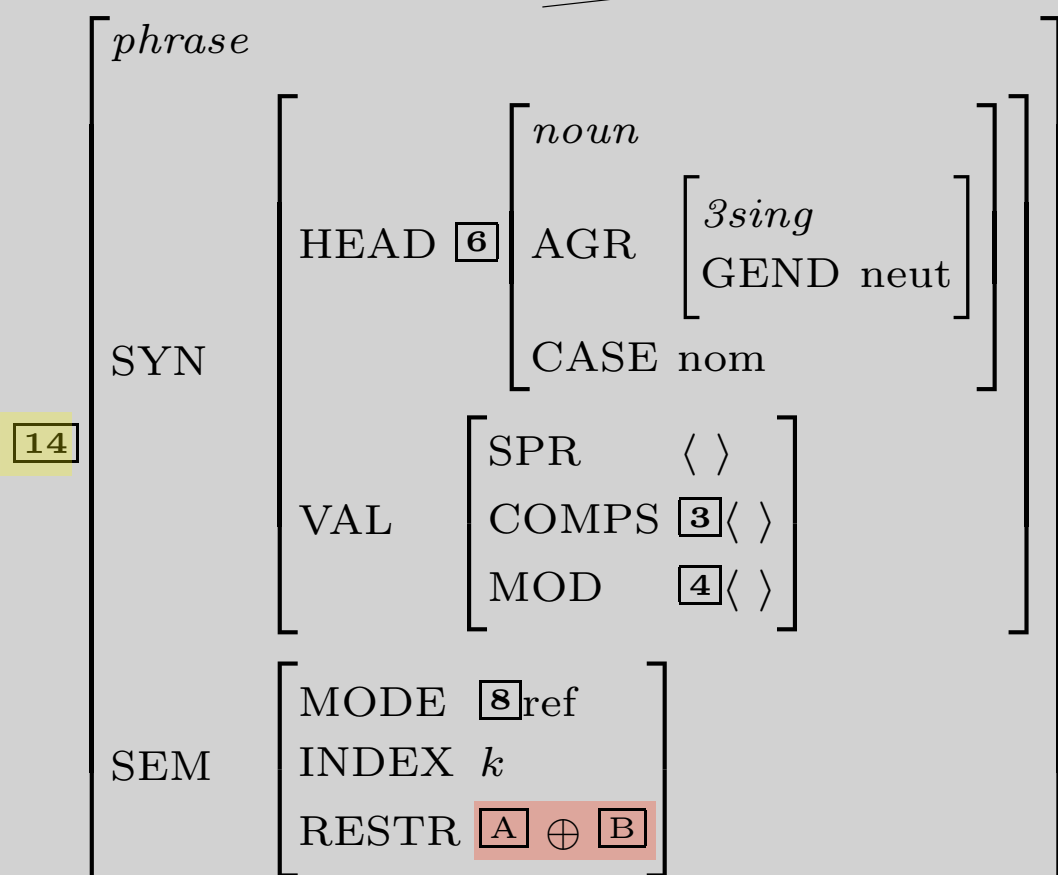 phrase
noun
HEAD 6 AGR 3sing
GEND neut
SYN CASE nom
14
SPR ⟨ ⟩
VAL COMPS 3⟨ ⟩
MOD 4⟨ ⟩
MODE 8ref
SEM INDEX k
RESTR A ⊕ B